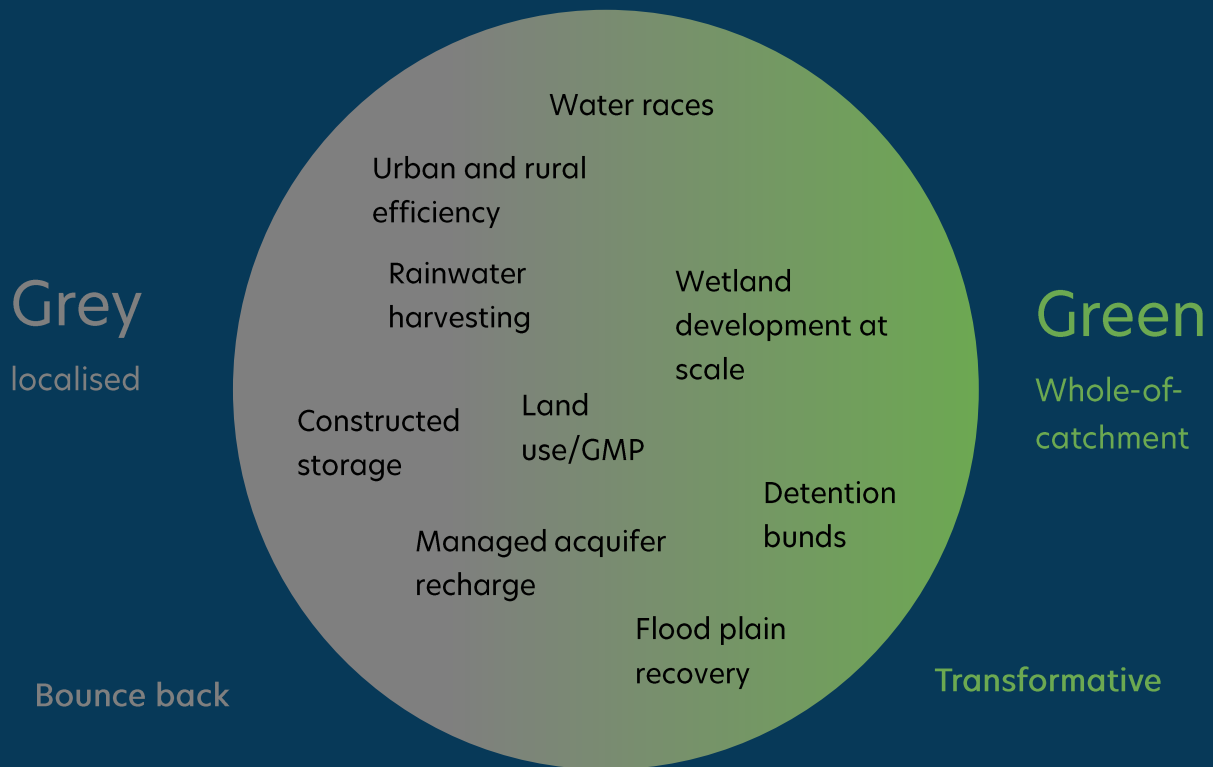 Water races
Urban and rural
efficiency
Rainwater
harvesting
Wetland
development at
scale
Grey
localised
Green
Whole-of-
catchment
Constructed
storage
Land
use/GMP
Detention
bunds
Managed acquifer
recharge
Flood plain
recovery
Bounce back
Transformative